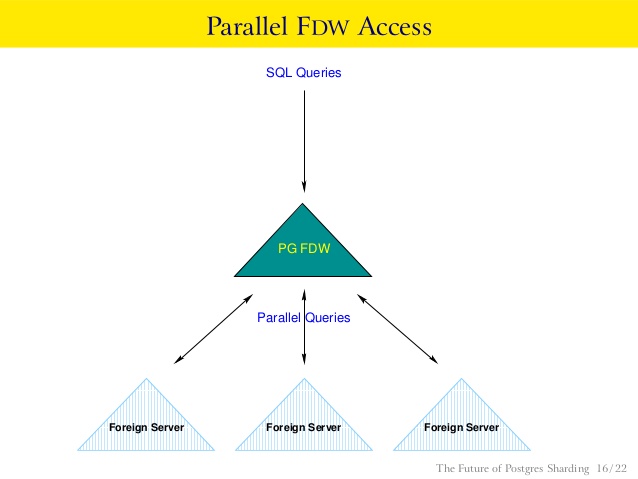 Parallel FDW Access
SQL Queries
PG FDW
Parallel Queries
Foreign Server
Foreign Server
Foreign Server
The Future of Postgres Sharding 16/22